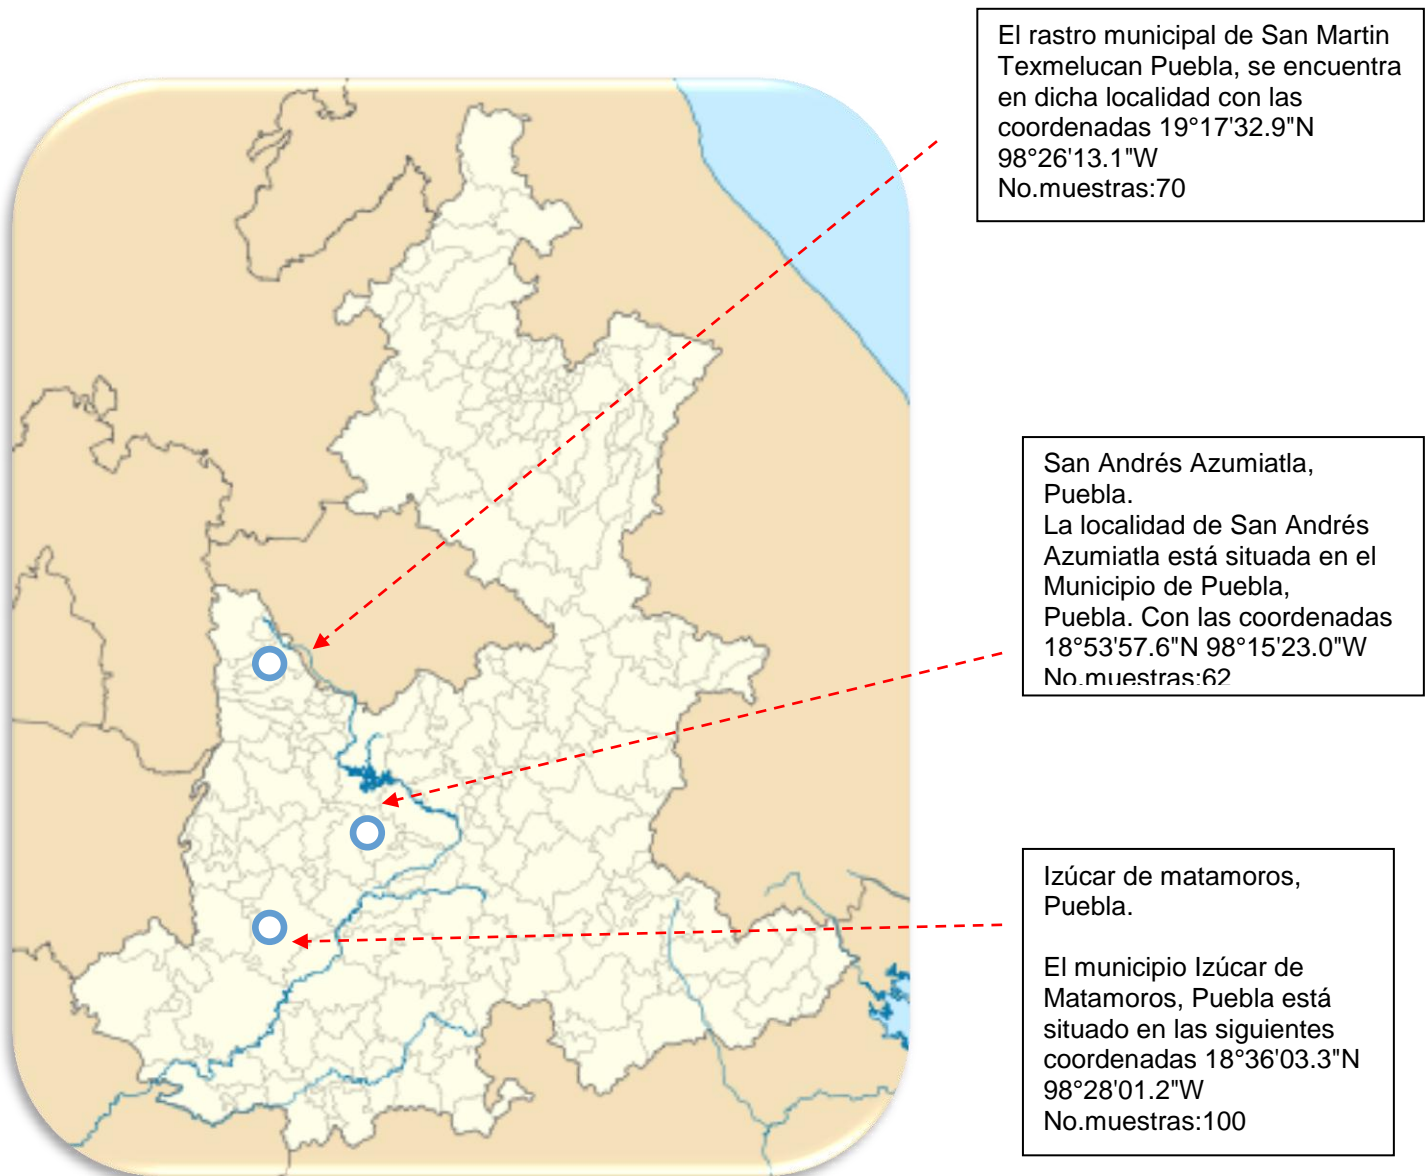 El rastro municipal de San Martin
Texmelucan Puebla, se encuentra
en dicha localidad con las
coordenadas 19°17'32.9"N
98°26'13.1"W
No.muestras:70
San Andrés Azumiatla,
Puebla.
La localidad de San Andrés
Azumiatla está situada en el
Municipio de Puebla,
Puebla. Con las coordenadas
18°53'57.6"N 98°15'23.0"W
No.muestras:62
Izúcar de matamoros,
Puebla.
El municipio Izúcar de
Matamoros, Puebla está
situado en las siguientes
coordenadas 18°36'03.3"N
98°28'01.2"W
No.muestras:100